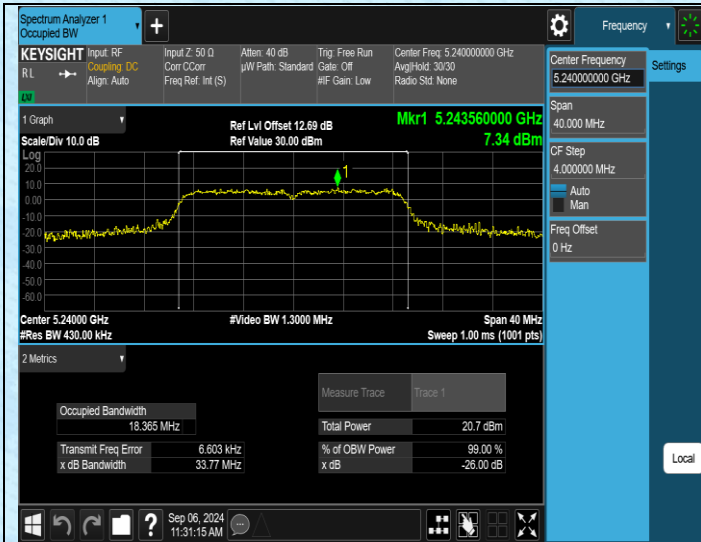 Spectrum Analyzer 1
Occupied BW
Frequency
KEYSIGHT
RL
LU
Input: RF
Coupling: DC
Align: Auto
Input Z: 50 Ω
Corr CCorr
Freq Ref: Int (S)
Atten: 40 dB
µW Path: Standard
Trig: Free Run
Gate: Off
#IF Gain: Low
Center Freq: 5.240000000 GHz
Avg|Hold: 30/30
Radio Std: None
Center Frequency
5.240000000 GHz
Settings
Span
40.000 MHz
CF Step
4.000000 MHz
Auto
Man
Freq Offset
0 Hz
Local
1 Graph
Scale/Div 10.0 dB
Ref Lvl Offset 12.69 dB
Ref Value 30.00 dBm
Mkr1 5.243560000 GHz
7.34 dBm
Log
20.0
10.0
0.00
-10.0
-20.0
-30.0
-40.0
-50.0
-60.0
1
Center 5.24000 GHz
#Res BW 430.00 kHz
#Video BW 1.3000 MHz
Span 40 MHz
Sweep 1.00 ms (1001 pts)
2 Metrics
Measure Trace
Trace 1
Occupied Bandwidth
18.365 MHz
Total Power
20.7 dBm
Transmit Freq Error
6.603 kHz
% of OBW Power
99.00 %
x dB Bandwidth
33.77 MHz
x dB
-26.00 dB
?
Sep 06, 2024
11:31:15 AM